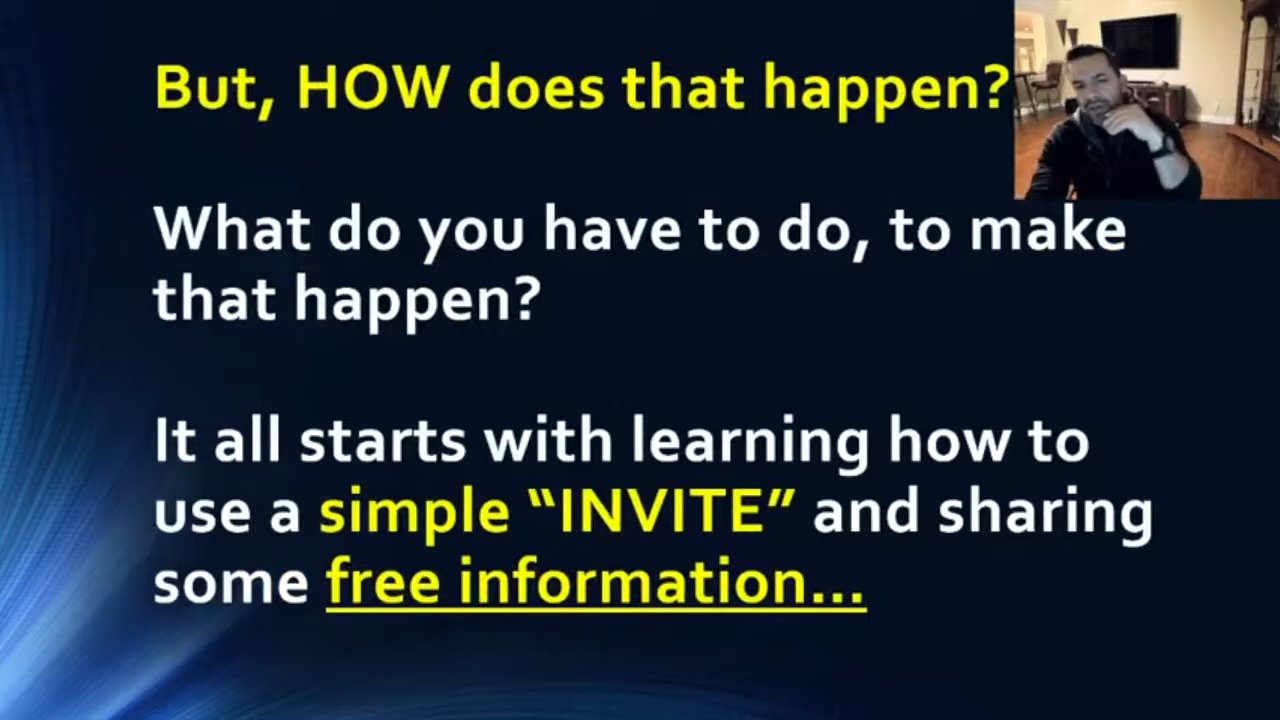 But, HOW does that happen?
What do you have to do, to make
that happen?
It all starts with learning how to
use a simple “INVITE” and sharing
some free information...